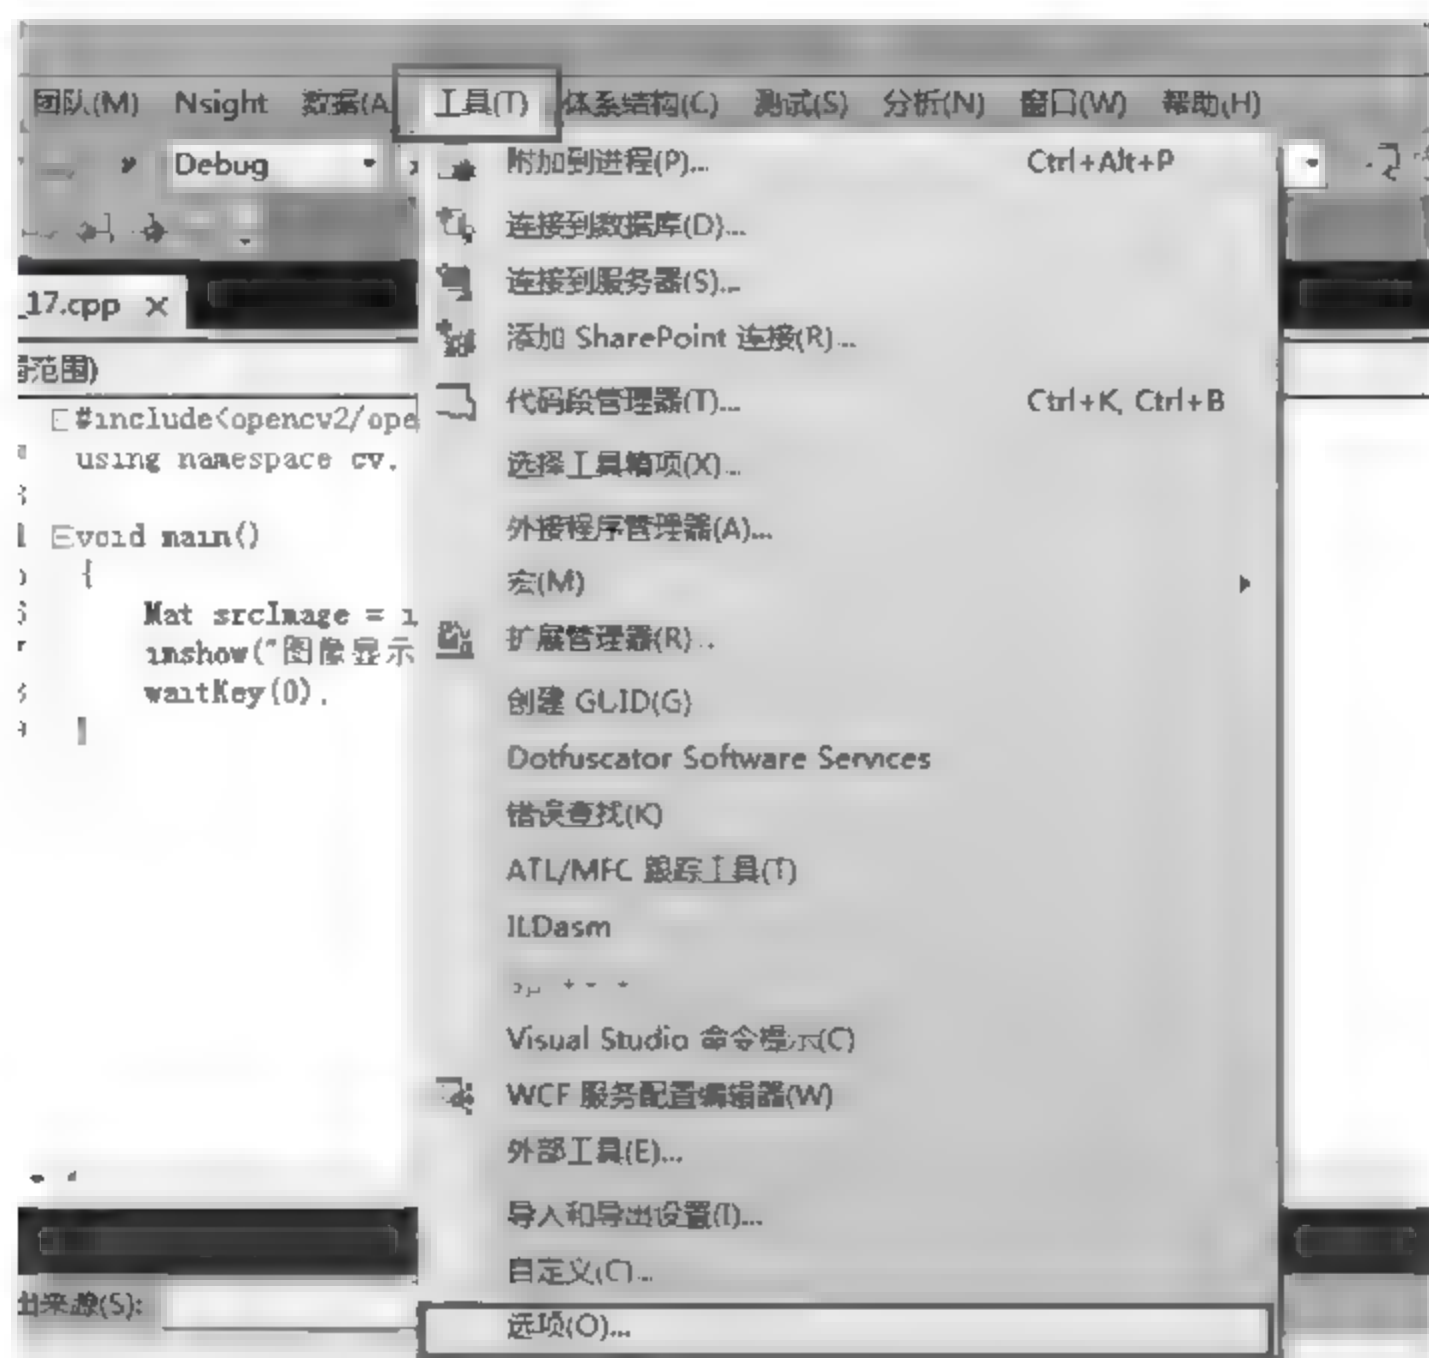 团队(M) Nsight 数据(A 工具(T) 体系结构(C) 测试(S) 分析(N) 窗口(W) 帮助(H)
Debug
_17.cpp ×
范围)
#include<opencv2/ope
using namespace cv
void main()
{
Mat srcImage =
imshow("图像显示
waitKey(0)
附加到进程(P)... Ctrl+Alt+P
连接到数据库(D)...
连接到服务器(S)...
添加 SharePoint 连接(R)...
代码段管理器(T)... Ctrl+K, Ctrl+B
选择工具箱项(X)...
外接程序管理器(A)...
宏(M)
扩展管理器(R)...
创建 GUID(G)
Dotfuscator Software Services
错误查找(K)
ATL/MFC 跟踪工具(T)
ILDasm
Visual Studio 命令提示(C)
WCF 服务配置编辑器(W)
外部工具(E)...
导入和导出设置(I)...
自定义(C)...
选项(O)...
出来源(S):